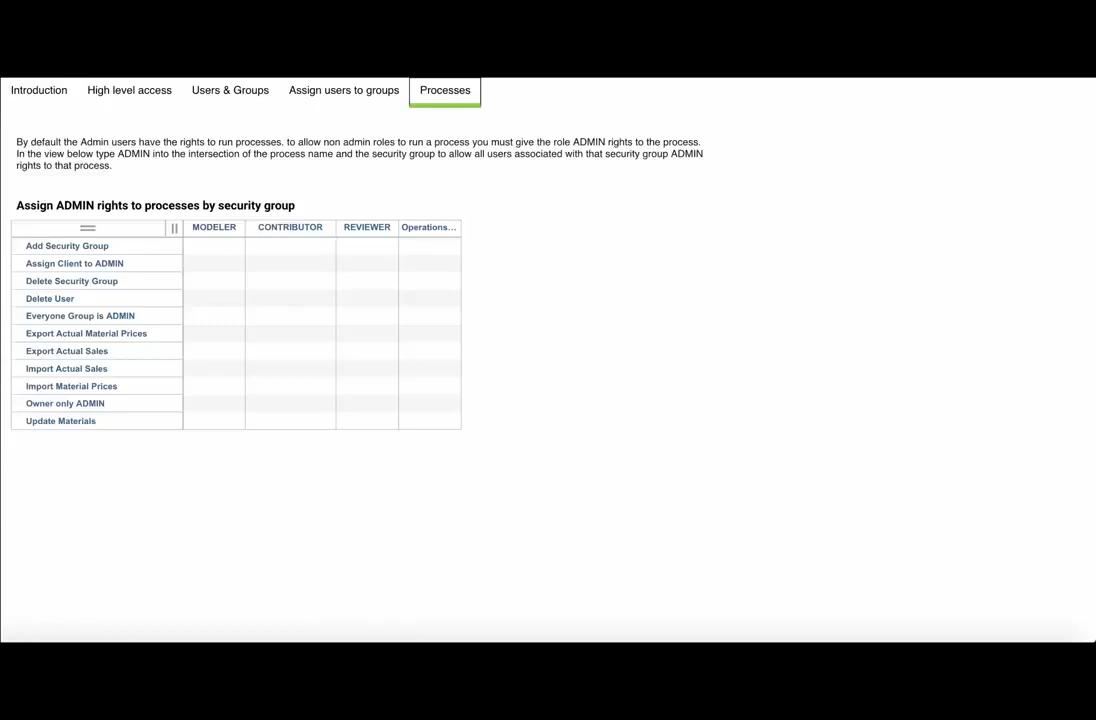 Introduction High level access Users & Groups Assign users to groups Processes
By default the Admin users have the rights to run processes. to allow non admin roles to run a process you must give the role ADMIN rights to the process.
In the view below type ADMIN into the intersection of the process name and the security group to allow all users associated with that security group ADMIN
rights to that process.
Assign ADMIN rights to processes by security group
MODELER CONTRIBUTOR REVIEWER Operations...
Add Security Group
Assign Client to ADMIN
Delete Security Group
Delete User
Everyone Group is ADMIN
Export Actual Material Prices
Export Actual Sales
Import Actual Sales
Import Material Prices
Owner only ADMIN
Update Materials